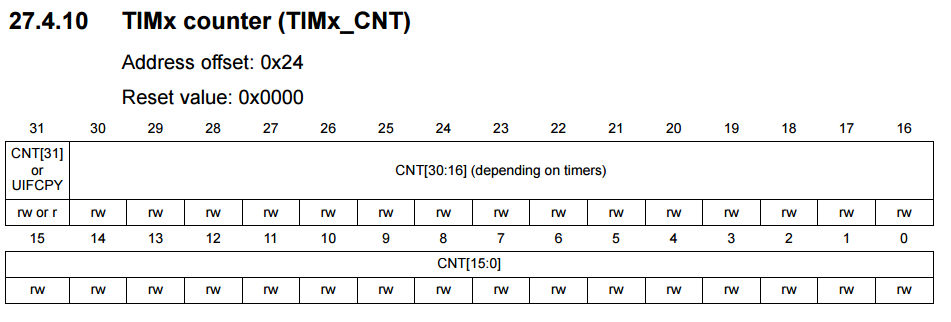 27.4.10 TIMx counter (TIMx_CNT)
Address offset: 0x24
Reset value: 0x0000
31 30 29 28 27 26 25 24 23 22 21 20 19 18 17 16
CNT[31]
or
UIFCPY
CNT[30:16] (depending on timers)
rw or r rw rw rw rw rw rw rw rw rw rw rw rw rw rw rw
15 14 13 12 11 10 9 8 7 6 5 4 3 2 1 0
CNT[15:0]
rw rw rw rw rw rw rw rw rw rw rw rw rw rw rw rw